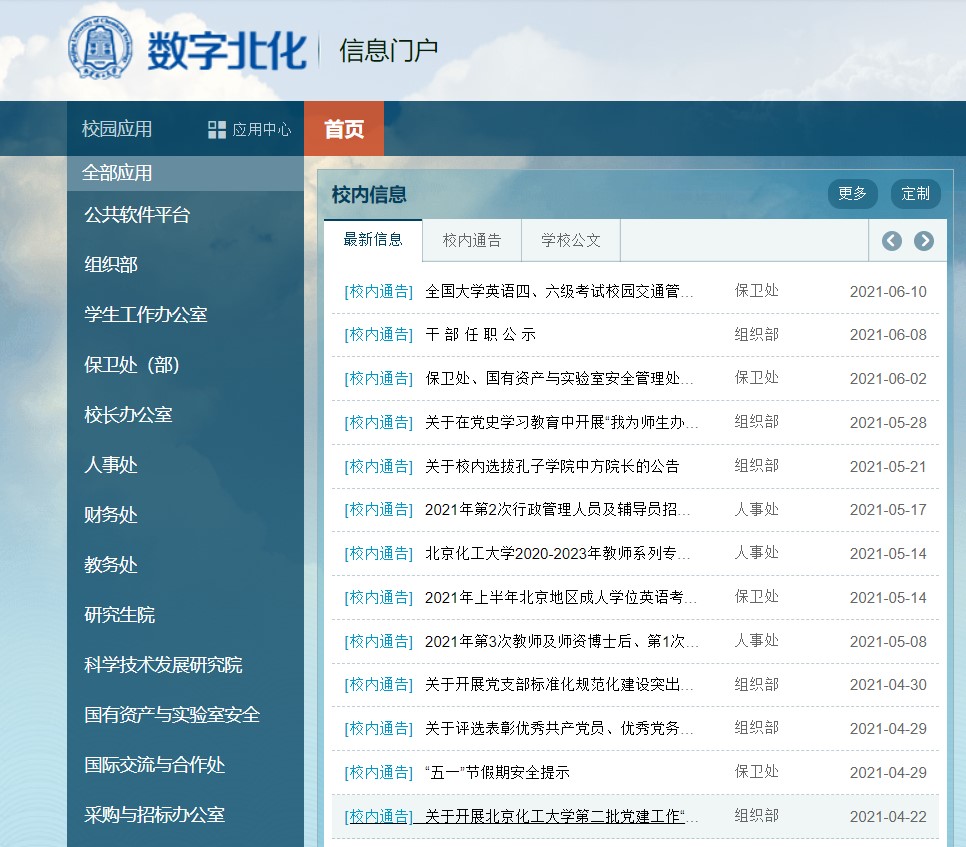 数字北化
信息门户
校园应用
应用中心
首页
全部应用
公共软件平台
组织部
学生工作办公室
保卫处（部）
校长办公室
人事处
财务处
教务处
研究生院
科学技术发展研究院
国有资产与实验室安全
国际交流与合作处
采购与招标办公室
校内信息
更多
定制
最新信息
校内通告
学校公文
[校内通告] 全国大学英语四、六级考试校园交通管... 保卫处 2021-06-10
[校内通告] 干 部 任 职 公 示 组织部 2021-06-08
[校内通告] 保卫处、国有资产与实验室安全管理处... 保卫处 2021-06-02
[校内通告] 关于在党史学习教育中开展“我为师生办... 组织部 2021-05-28
[校内通告] 关于校内选拔孔子学院中方院长的公告 组织部 2021-05-21
[校内通告] 2021年第2次行政管理人员及辅导员招... 人事处 2021-05-17
[校内通告] 北京化工大学2020-2023年教师系列专... 人事处 2021-05-14
[校内通告] 2021年上半年北京地区成人学位英语考... 保卫处 2021-05-14
[校内通告] 2021年第3次教师及师资博士后、第1次... 人事处 2021-05-08
[校内通告] 关于开展党支部标准化规范化建设突出... 组织部 2021-04-30
[校内通告] 关于评选表彰优秀共产党员、优秀党务... 组织部 2021-04-29
[校内通告] “五一”节假期安全提示 保卫处 2021-04-29
[校内通告] 关于开展北京化工大学第二批党建工作“... 组织部 2021-04-22